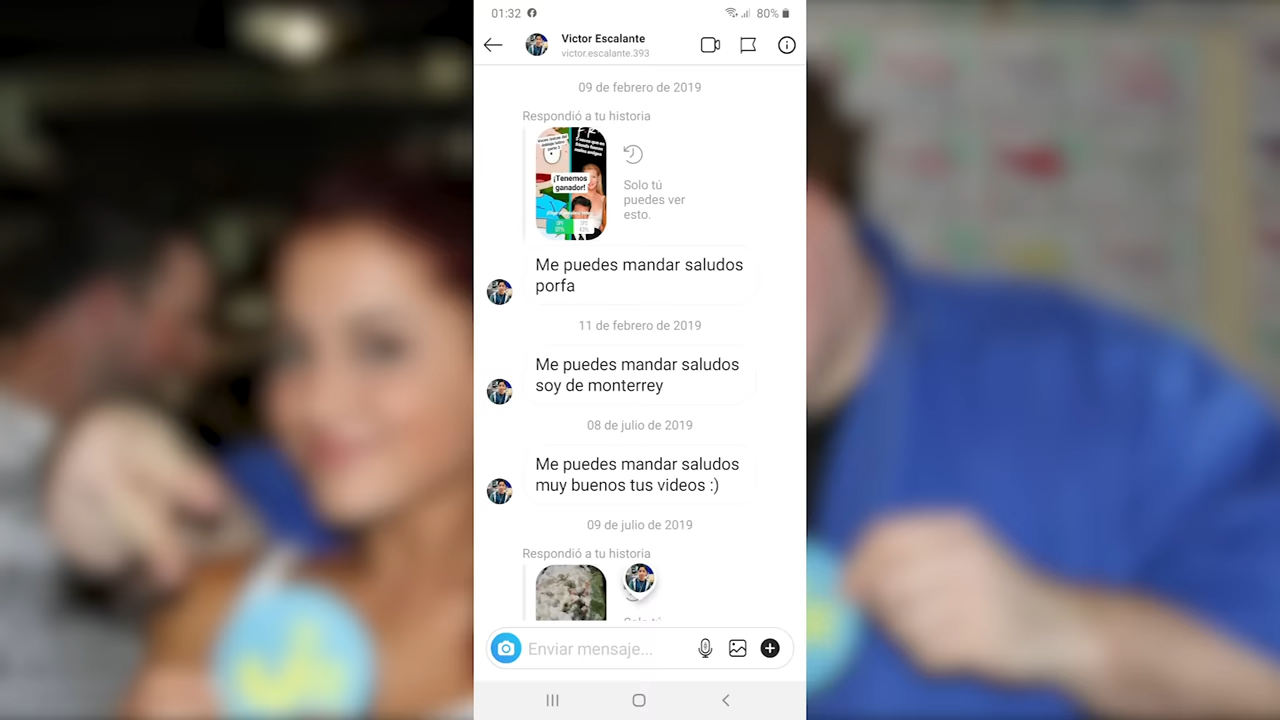 01:32
80%
Victor Escalante
victor.escalante.393
09 de febrero de 2019
Respondió a tu historia
¡Tenemos
ganador!
Solo tú
puedes ver
esto.
Me puedes mandar saludos
porfa
11 de febrero de 2019
Me puedes mandar saludos
soy de monterrey
08 de julio de 2019
Me puedes mandar saludos
muy buenos tus videos :)
09 de julio de 2019
Respondió a tu historia
Solo tú
Enviar mensaje...